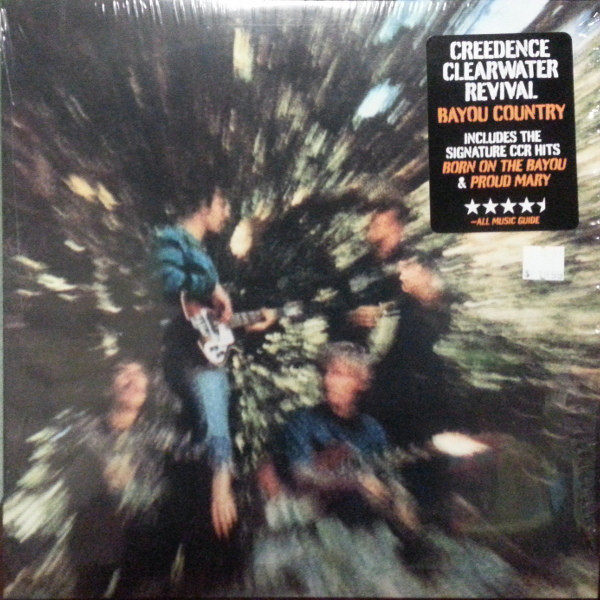 CREEDENCE
CLEARWATER
REVIVAL
BAYOU COUNTRY
INCLUDES THE
SIGNATURE CCR HITS
BORN ON THE BAYOU
& PROUD MARY
—ALL MUSIC GUIDE